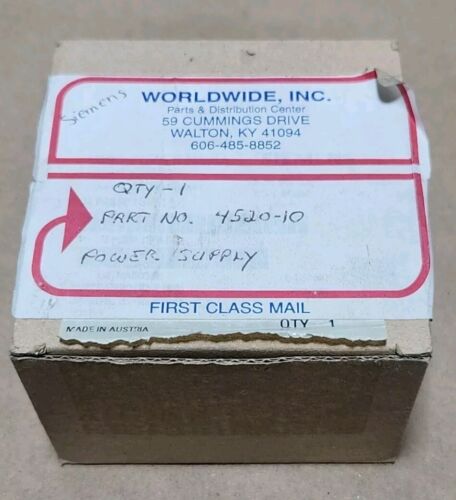 Siemens
WORLDWIDE, INC.
Parts & Distribution Center
59 CUMMINGS DRIVE
WALTON, KY 41094
606-485-8852
QTY-1
PART NO. 4520-10
POWER SUPPLY
FIRST CLASS MAIL
MADE IN AUSTRIA
QTY 1